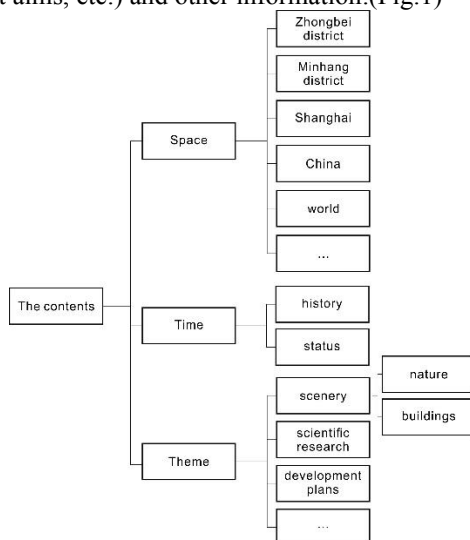 t aims, etc.) and other information.(Fig.1)
Zhongbei
district
Minhang
district
Space
Shanghai
China
world
...
The contents
Time
history
status
Theme
scenery
nature
buildings
scientific
research
development
plans
...